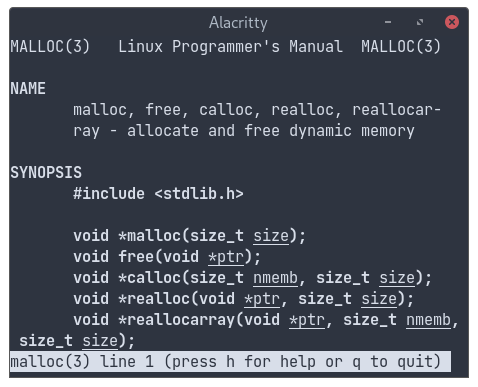 Alacritty
MALLOC(3)   Linux Programmer's Manual  MALLOC(3)
NAME
       malloc, free, calloc, realloc, reallocar-
       ray - allocate and free dynamic memory
SYNOPSIS
       #include <stdlib.h>
       void *malloc(size_t size);
       void free(void *ptr);
       void *calloc(size_t nmemb, size_t size);
       void *realloc(void *ptr, size_t size);
       void *reallocarray(void *ptr, size_t nmemb,
 size_t size);
malloc(3) line 1 (press h for help or q to quit)